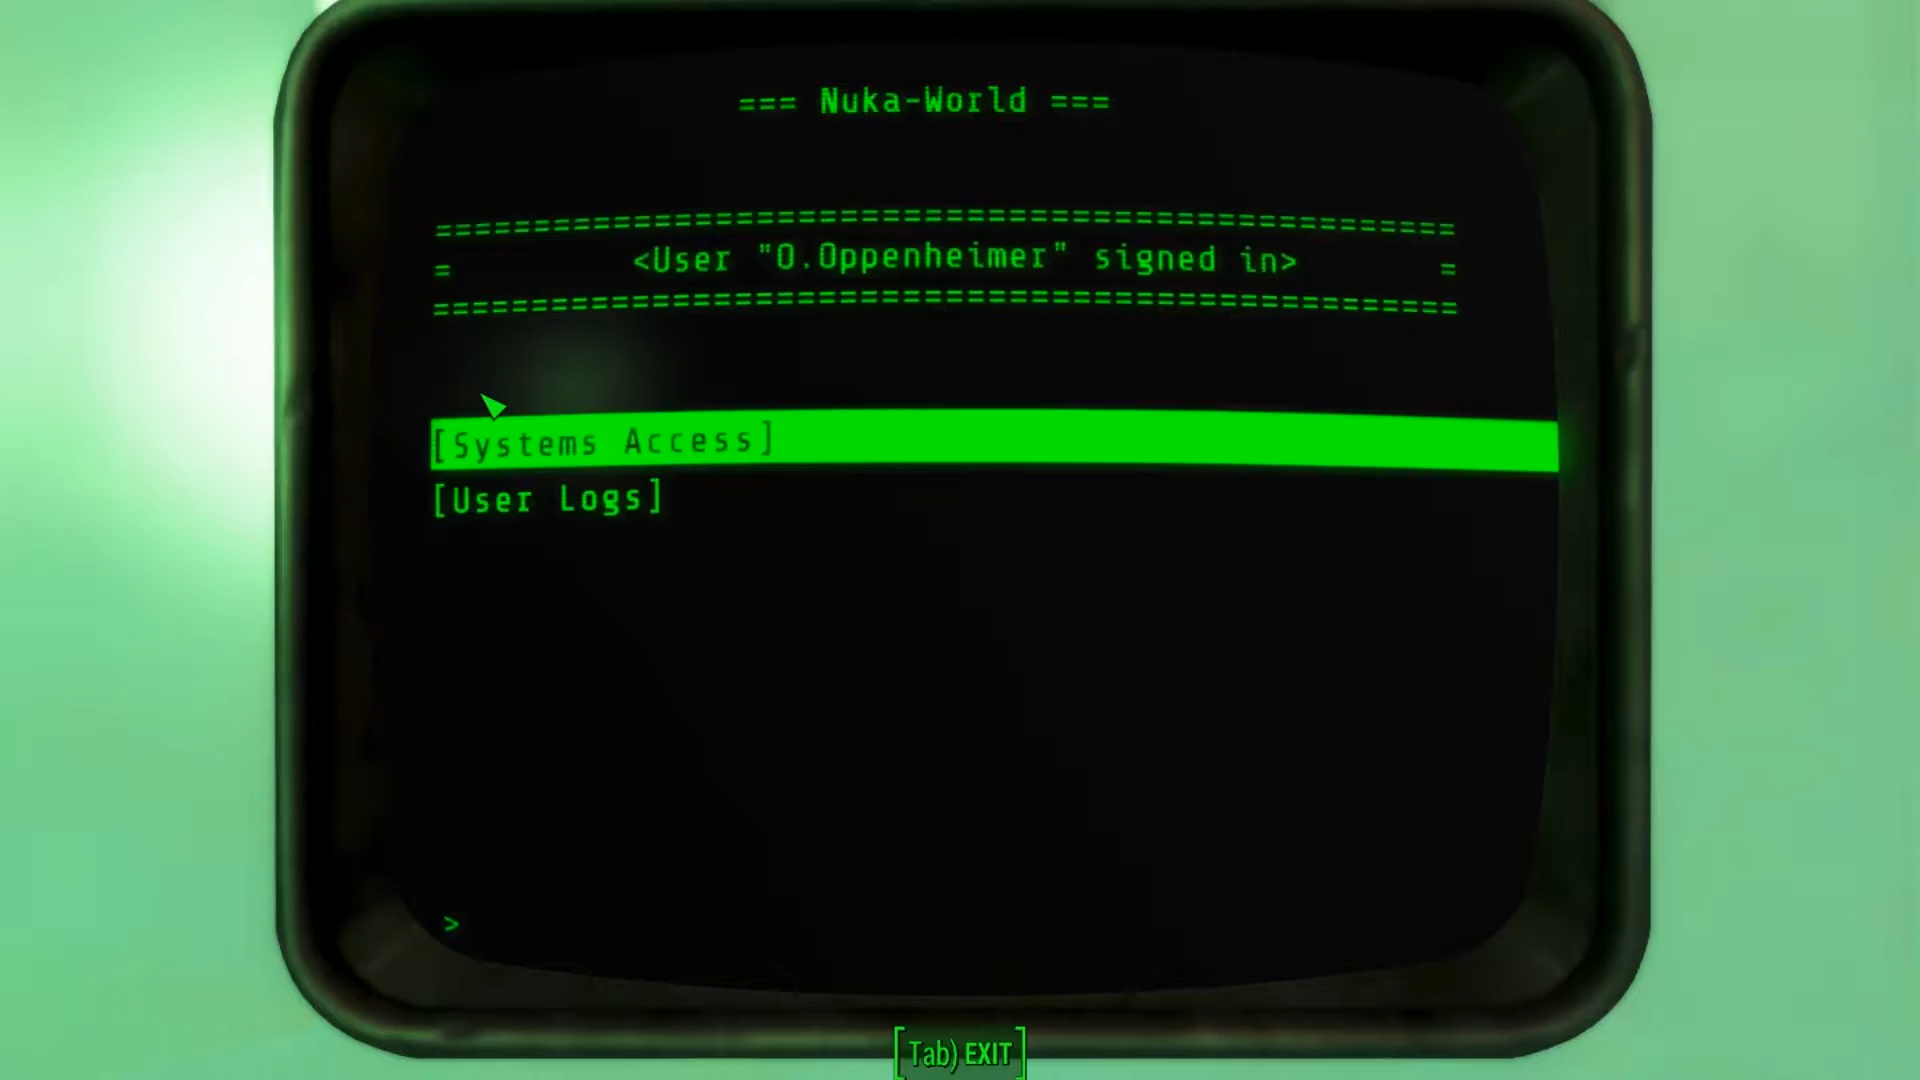 === Nuka-World ===
====================================================
= <User "O.Oppenheimer" signed in> =
====================================================
[Systems Access]
[User Logs]
>
[Tab) EXIT]